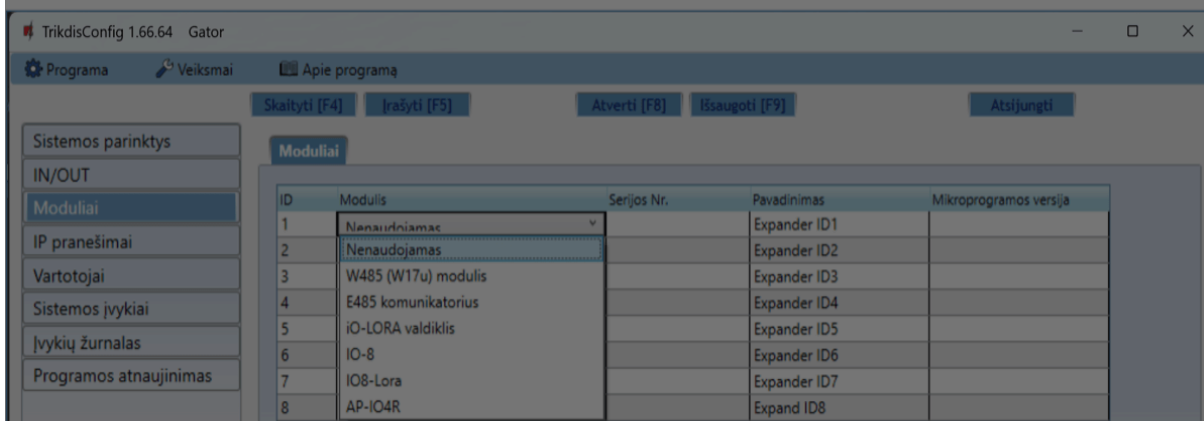 TrikdisConfig 1.66.64 Gator
Programa Veiksmai Apie programą
Skaityti [F4] Įrašyti [F5] Atverti [F8] Išsaugoti [F9] Atsijungti
Sistemos parinktys
IN/OUT
Moduliai
IP pranešimai
Vartotojai
Sistemos įvykiai
Įvykių žurnalas
Programos atnaujinimas
Moduliai
ID Modulis Serijos Nr. Pavadinimas Mikroprogramos versija
1 Nenaudojamas Expander ID1
2 Nenaudojamas Expander ID2
3 W485 (W17u) modulis Expander ID3
4 E485 komunikatorius Expander ID4
5 iO-LORA valdiklis Expander ID5
6 IO-8 Expander ID6
7 IO8-Lora Expander ID7
8 AP-IO4R Expand ID8